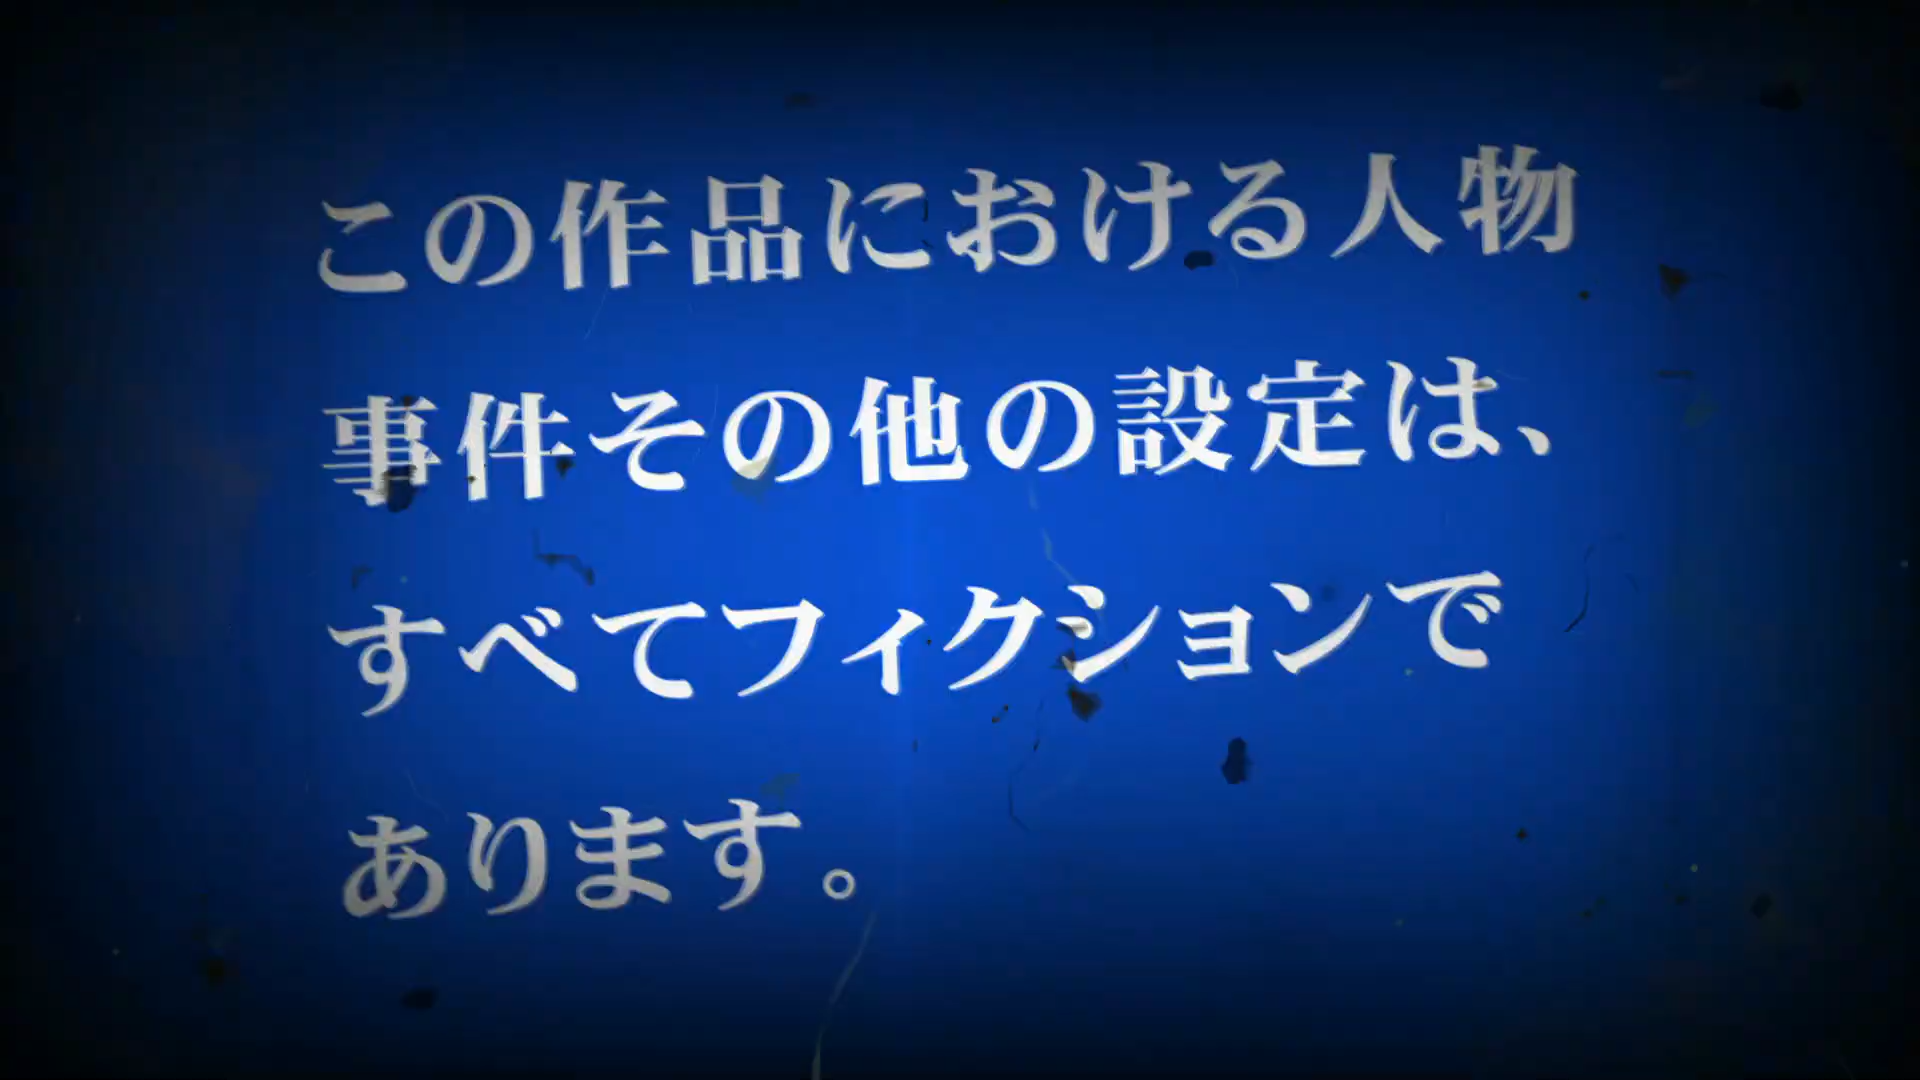 この作品における人物
事件その他の設定は、
すべてフィクションで
あります。